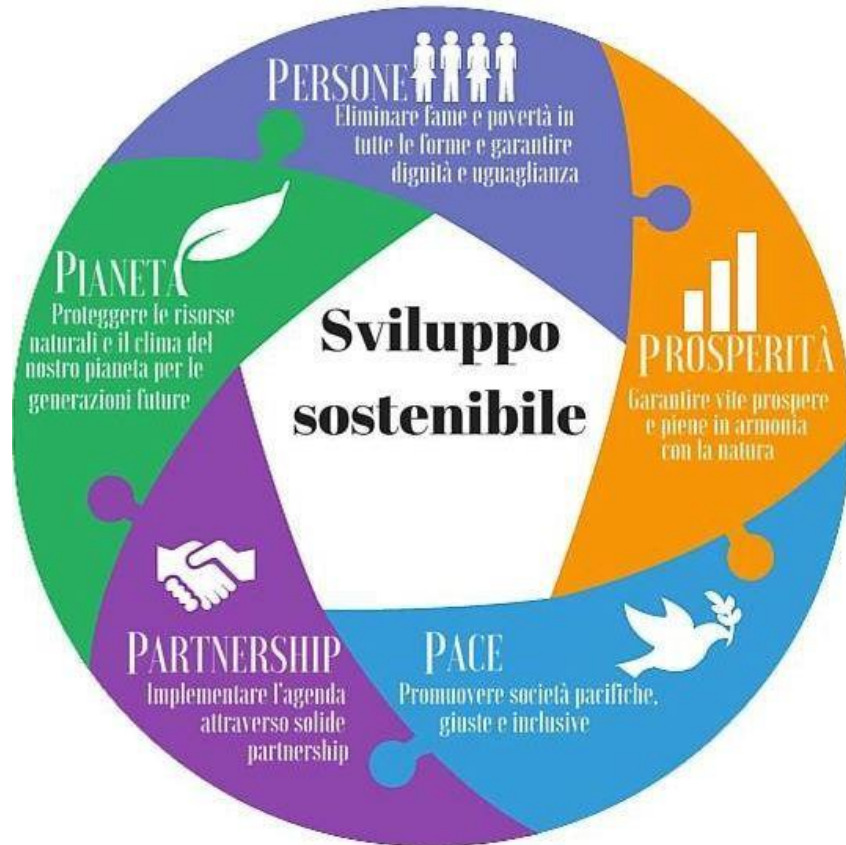 PERSONE
Eliminare fame e povertà in
tutte le forme e garantire
dignità e uguaglianza
PROSPERITÀ
Garantire vite prospere
e piene in armonia
con la natura
PACE
Promuovere società pacifiche,
giuste e inclusive
PARTNERSHIP
Implementare l'agenda
attraverso solide
partnership
PIANETA
Proteggere le risorse
naturali e il clima del
nostro pianeta per le
generazioni future
Sviluppo
sostenibile